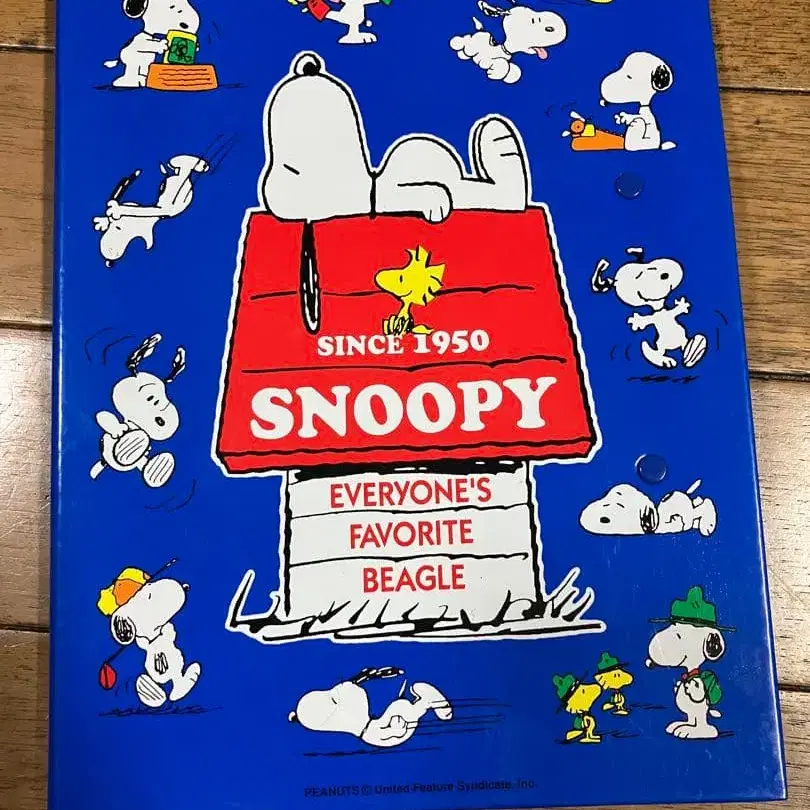 SINCE 1950
SNOOPY
EVERYONE'S
FAVORITE
BEAGLE
PEANUTS © United Feature Syndicate, Inc.